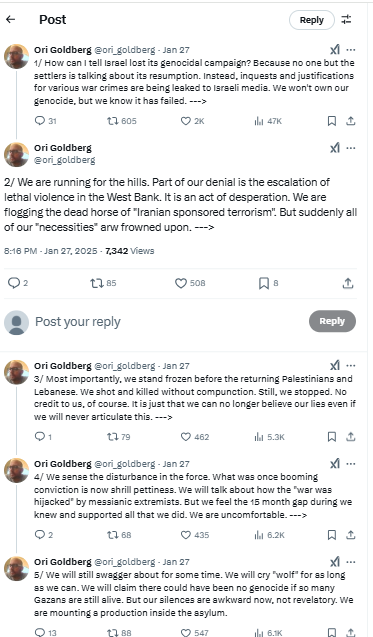 ← Post Reply
Ori Goldberg @ori_goldberg · Jan 27
1/ How can I tell Israel lost its genocidal campaign? Because no one but the
settlers is talking about its resumption. Instead, inquests and justifications
for various war crimes are being leaked to Israeli media. We won't own our
genocide, but we know it has failed. --->
31 605 2K 47K
Ori Goldberg
@ori_goldberg
2/ We are running for the hills. Part of our denial is the escalation of
lethal violence in the West Bank. It is an act of desperation. We are
flogging the dead horse of "Iranian sponsored terrorism". But suddenly all
of our "necessities" arw frowned upon. --->
8:16 PM · Jan 27, 2025 · 7,342 Views
2 85 508 8
Post your reply Reply
Ori Goldberg @ori_goldberg · Jan 27
3/ Most importantly, we stand frozen before the returning Palestinians and
Lebanese. We shot and killed without compunction. Still, we stopped. No
credit to us, of course. It is just that we can no longer believe our lies even if
we will never articulate this. --->
1 79 462 5.3K
Ori Goldberg @ori_goldberg · Jan 27
4/ We sense the disturbance in the force. What was once booming
conviction is now shrill pettiness. We will talk about how the "war was
hijacked" by messianic extremists. But we feel the 15 month gap during we
knew and supported all that we did. We are uncomfortable. --->
2 68 435 6.2K
Ori Goldberg @ori_goldberg · Jan 27
5/ We will still swagger about for some time. We will cry "wolf" for as long
as we can. We will claim there could have been no genocide if so many
Gazans are still alive. But our silences are awkward now, not revelatory. We
are mounting a production inside the asylum.
13 88 547 6.1K